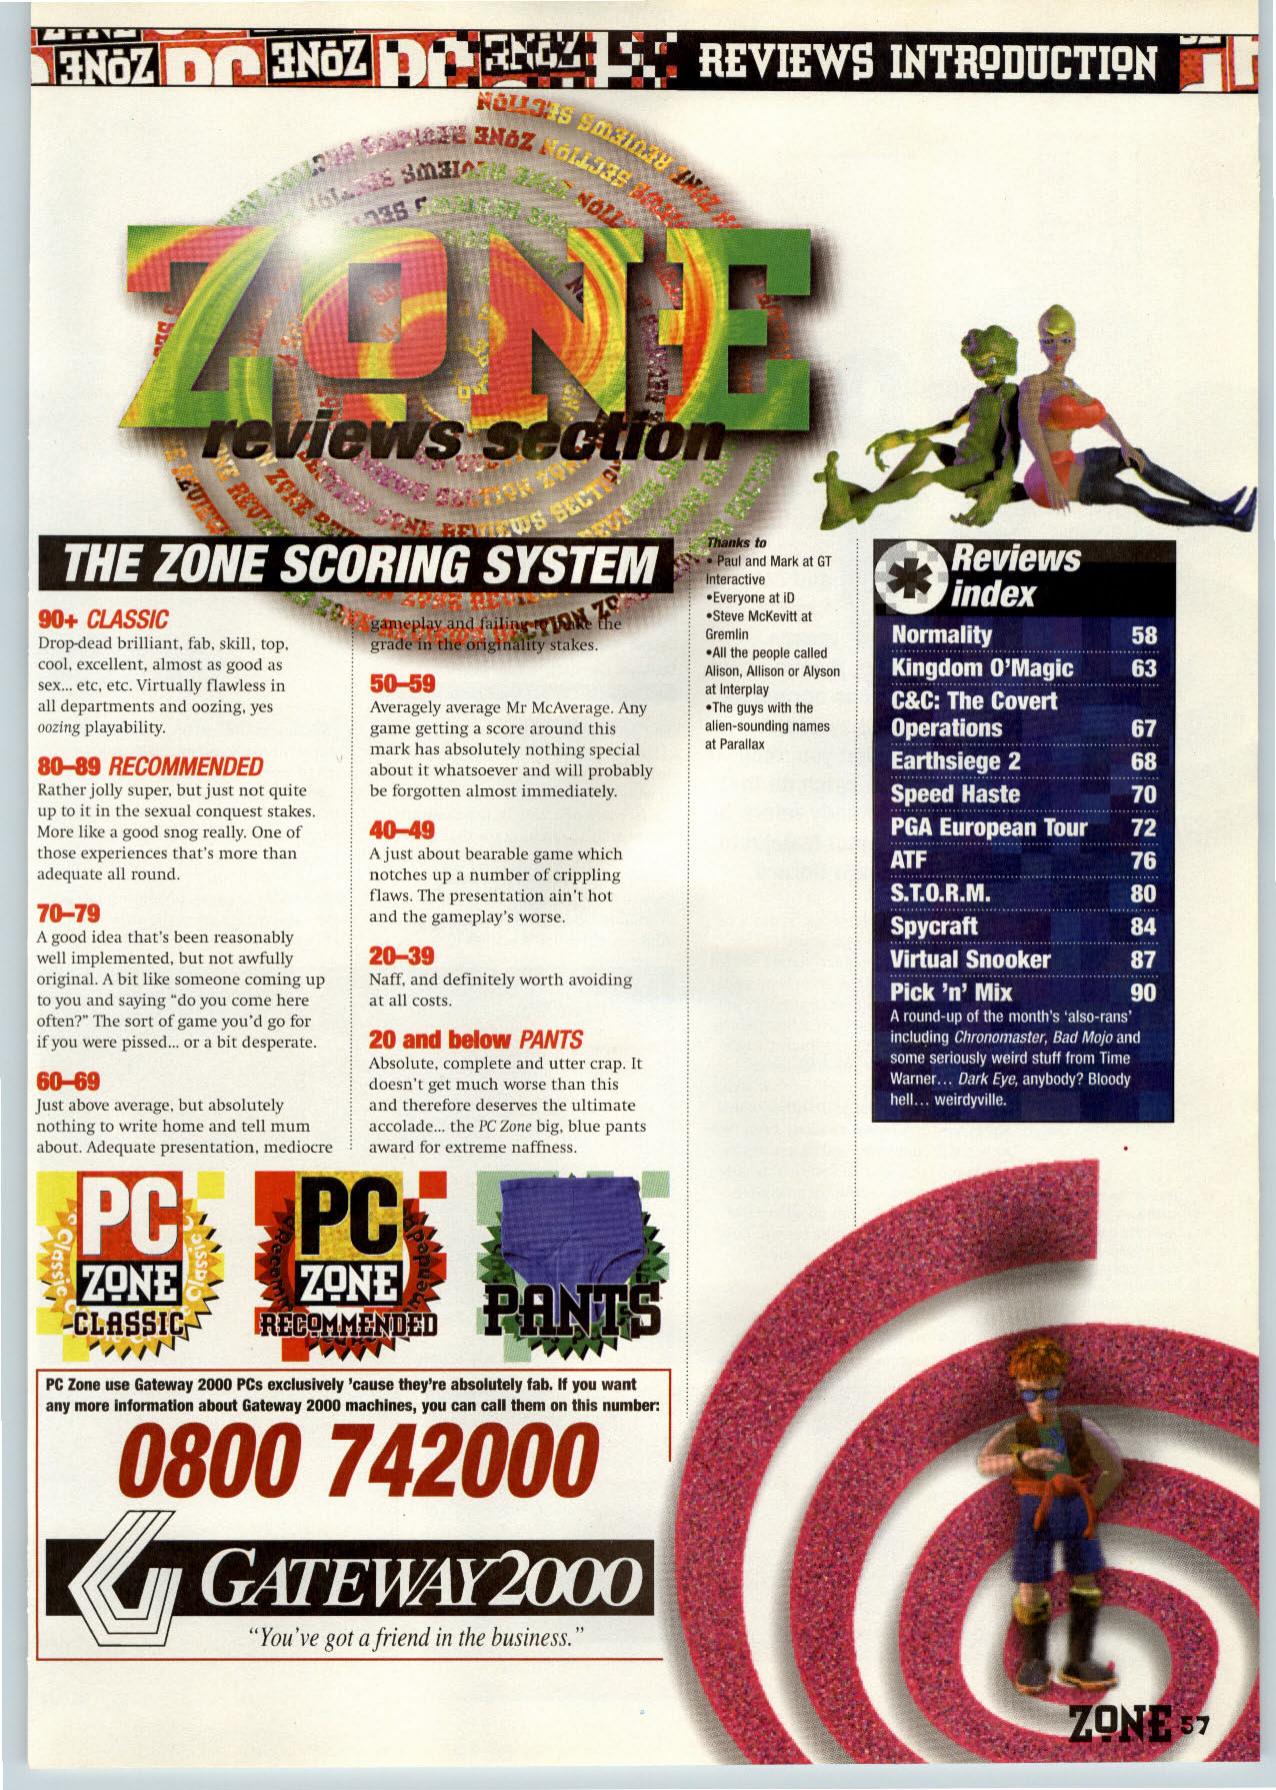 REVIEWS INTRODUCTION
ZONE
reviews section
THE ZONE SCORING SYSTEM
90+ CLASSIC
Drop-dead brilliant, fab, skill, top,
cool, excellent, almost as good as
sex... etc, etc. Virtually flawless in
all departments and oozing, yes
oozing playability.
80–89 RECOMMENDED
Rather jolly super, but just not quite
up to it in the sexual conquest stakes.
More like a good snog really. One of
those experiences that's more than
adequate all round.
70–79
A good idea that's been reasonably
well implemented, but not awfully
original. A bit like someone coming up
to you and saying “do you come here
often?” The sort of game you'd go for
if you were pissed... or a bit desperate.
60–69
Just above average, but absolutely
nothing to write home and tell mum
about. Adequate presentation, mediocre
gameplay and failing to make the
grade in the originality stakes.
50–59
Averagely average Mr McAverage. Any
game getting a score around this
mark has absolutely nothing special
about it whatsoever and will probably
be forgotten almost immediately.
40–49
A just about bearable game which
notches up a number of crippling
flaws. The presentation ain't hot
and the gameplay's worse.
20–39
Naff, and definitely worth avoiding
at all costs.
20 and below PANTS
Absolute, complete and utter crap. It
doesn't get much worse than this
and therefore deserves the ultimate
accolade... the PC Zone big, blue pants
award for extreme naffness.
Thanks to
• Paul and Mark at GT
Interactive
•Everyone at iD
•Steve McKevitt at
Gremlin
•All the people called
Alison, Allison or Alyson
at Interplay
•The guys with the
alien-sounding names
at Parallax
Reviews
index
Normality 58
Kingdom O'Magic 63
C&C: The Covert
Operations 67
Earthsiege 2 68
Speed Haste 70
PGA European Tour 72
ATF 76
S.T.O.R.M. 80
Spycraft 84
Virtual Snooker 87
Pick 'n' Mix 90
A round-up of the month's ‘also-rans’
including Chronomaster, Bad Mojo and
some seriously weird stuff from Time
Warner... Dark Eye, anybody? Bloody
hell... weirdyville.
PC
ZONE
CLASSIC
PC
ZONE
RECOMMENDED
PANTS
PC Zone use Gateway 2000 PCs exclusively 'cause they're absolutely fab. If you want
any more information about Gateway 2000 machines, you can call them on this number:
0800 742000
GATEWAY2000
“You've got a friend in the business.”
ZONE 57